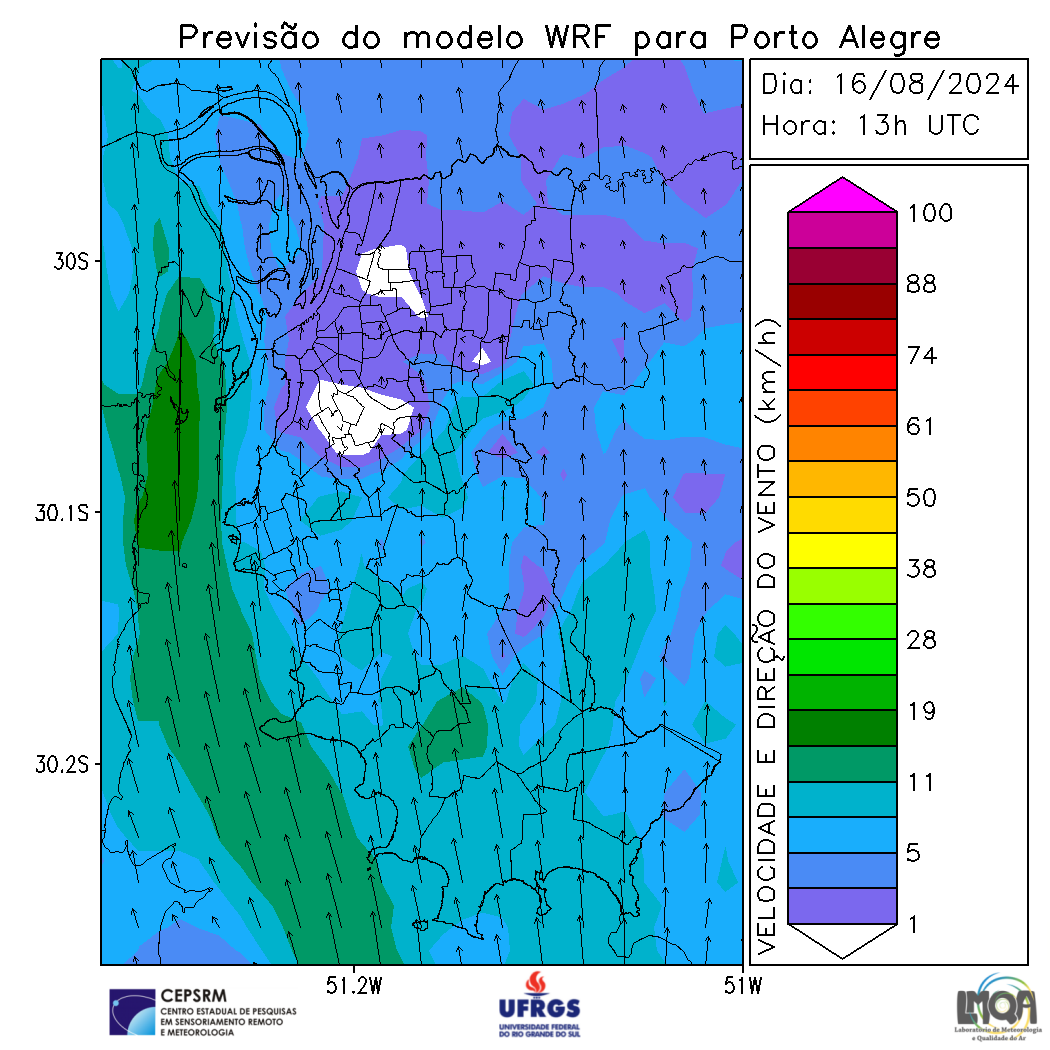 Previsão do modelo WRF para Porto Alegre
Dia: 16/08/2024
Hora: 13h UTC
30S
30.1S
30.2S
51.2W
51W
VELOCIDADE E DIREÇÃO DO VENTO (km/h)
100
88
74
61
50
38
28
19
11
5
1
CEPSRM
CENTRO ESTADUAL DE PESQUISAS
EM SENSORIAMENTO REMOTO
E METEOROLOGIA
UFRGS
UNIVERSIDADE FEDERAL
DO RIO GRANDE DO SUL
LMQA
Laboratório de Meteorologia
e Qualidade do Ar